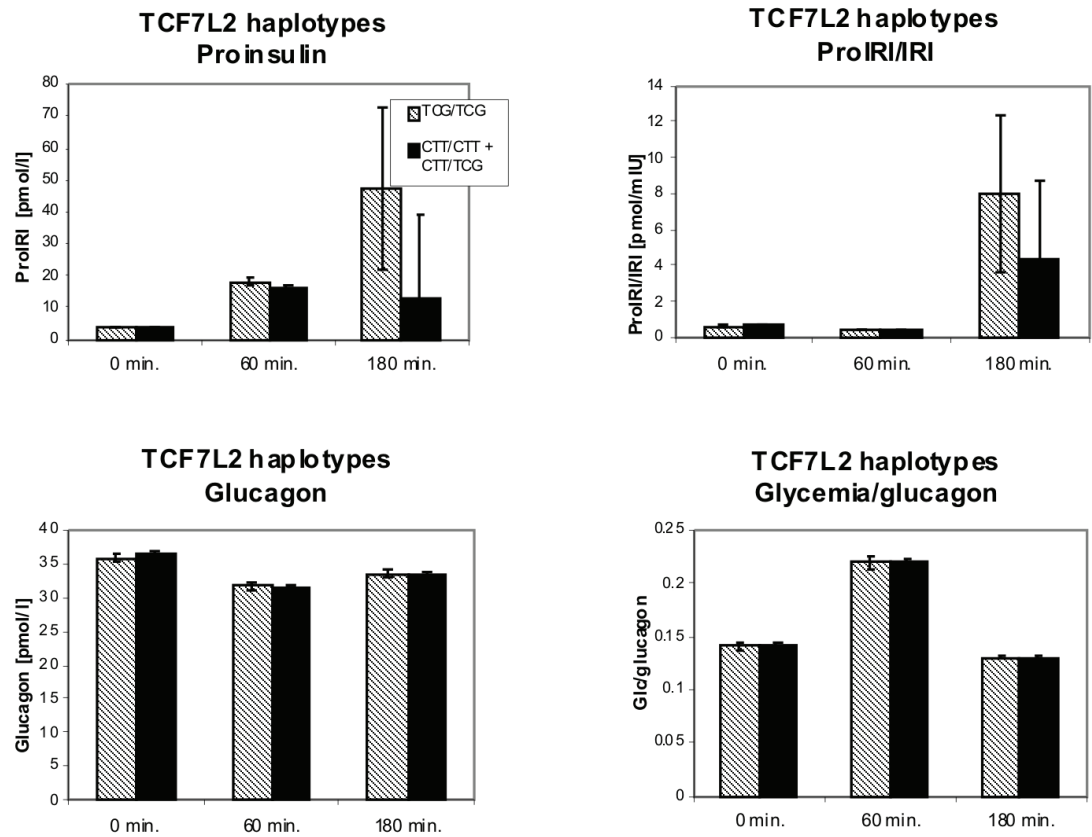 TCF7L2 haplotypes
Proinsulin
80
70
60
50
40
30
20
10
0
ProIRI [pmol/l]
TCG/TCG
CTT/CTT +
CTT/TCG
0 min.
60 min.
180 min.
TCF7L2 haplotypes
ProIRI/IRI
14
12
10
8
6
4
2
0
ProIRI/IRI [pmol/mIU]
0 min.
60 min.
180 min.
TCF7L2 haplotypes
Glucagon
40
35
30
25
20
15
10
5
0
Glucagon [pmol/l]
0 min.
60 min.
180 min.
TCF7L2 haplotypes
Glycemia/glucagon
0.25
0.2
0.15
0.1
0.05
0
Glc/glucagon
0 min.
60 min.
180 min.